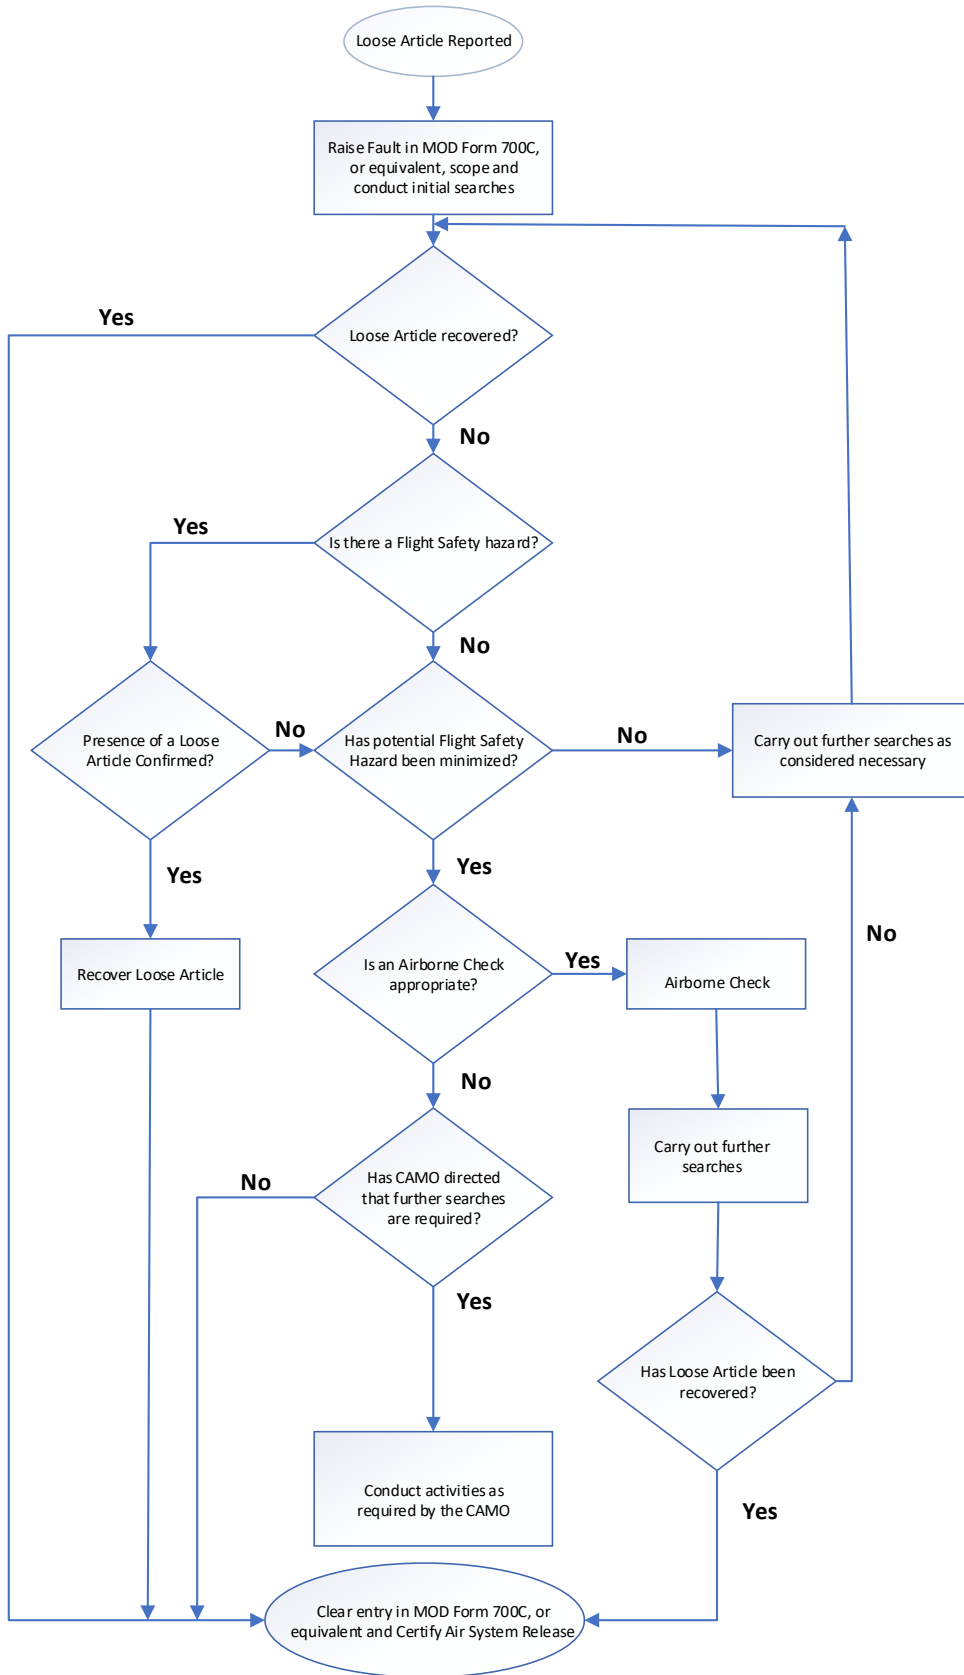 Loose Article Reported
Raise Fault in MOD Form 700C,
or equivalent, scope and
conduct initial searches
Yes
Loose Article recovered?
No
Yes
Is there a Flight Safety hazard?
No
Presence of a Loose
Article Confirmed?
No
Has potential Flight Safety
Hazard been minimized?
No
Carry out further searches as
considered necessary
Yes
Yes
Recover Loose Article
Is an Airborne Check
appropriate?
Yes
Airborne Check
No
No
Carry out further
searches
No
Has CAMO directed
that further searches
are required?
Yes
Has Loose Article been
recovered?
Conduct activities as
required by the CAMO
Yes
Clear entry in MOD Form 700C, or
equivalent and Certify Air System Release